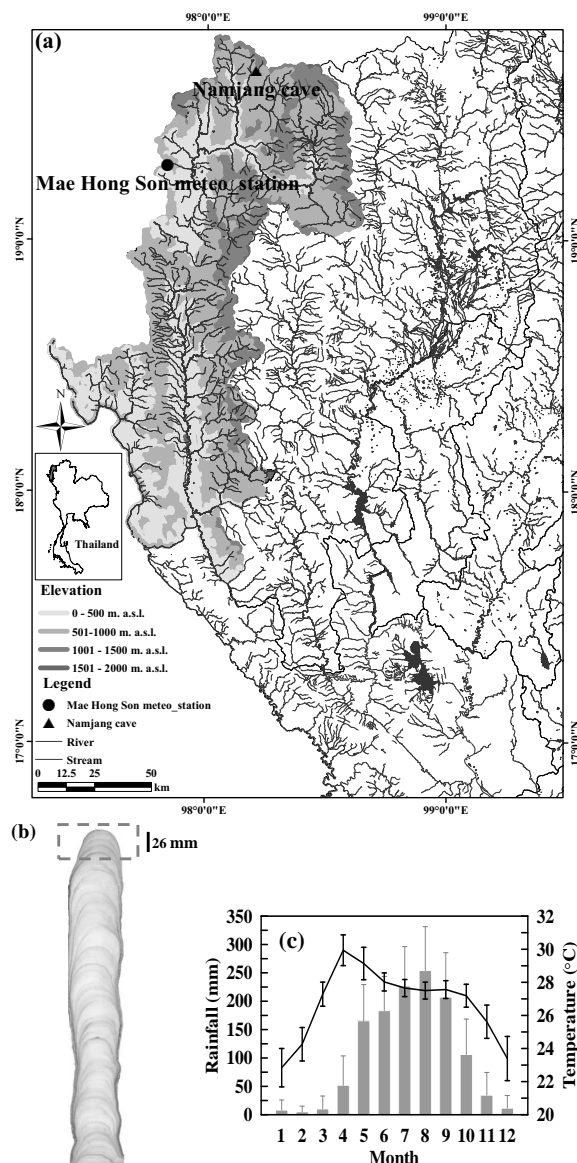 98°0'0"E 99°0'0"E
(a)
Namjang cave
Mae Hong Son meteo_station
19°0'0"N 19°0'0"N
N
18°0'0"N 18°0'0"N
Thailand
Elevation
0 - 500 m. a.s.l.
501-1000 m. a.s.l.
1001 - 1500 m. a.s.l.
1501 - 2000 m. a.s.l.
Legend
Mae Hong Son meteo_station
Namjang cave
River
Stream
17°0'0"N 17°0'0"N
0 12.5 25 50
km
98°0'0"E 99°0'0"E
(b)
26 mm
(c)
Rainfall (mm)
350
300
250
200
150
100
50
0
Temperature (°C)
32
30
28
26
24
22
20
1 2 3 4 5 6 7 8 9 10 11 12
Month